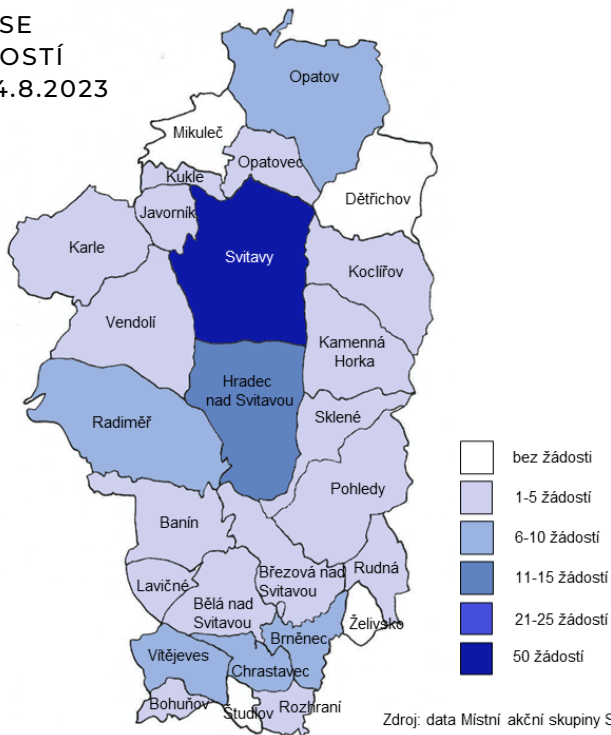 SE
OSTÍ
4.8.2023
Opatov
Mikuleč
Opatovec
Kukle
Dětřichov
Javorník
Karle
Svitavy
Koclířov
Vendolí
Kamenná
Horka
Hradec
nad Svitavou
Radiměř
Sklené
Pohledy
Banín
Březová nad
Svitavou
Rudná
Lavičné
Bělá nad
Svitavou
Želivsko
Brněnec
Vítějeves
Chrastavec
Bohuňov
Študlov
Rozhraní
bez žádosti
1-5 žádostí
6-10 žádostí
11-15 žádostí
21-25 žádostí
50 žádostí
Zdroj: data Místní akční skupiny S